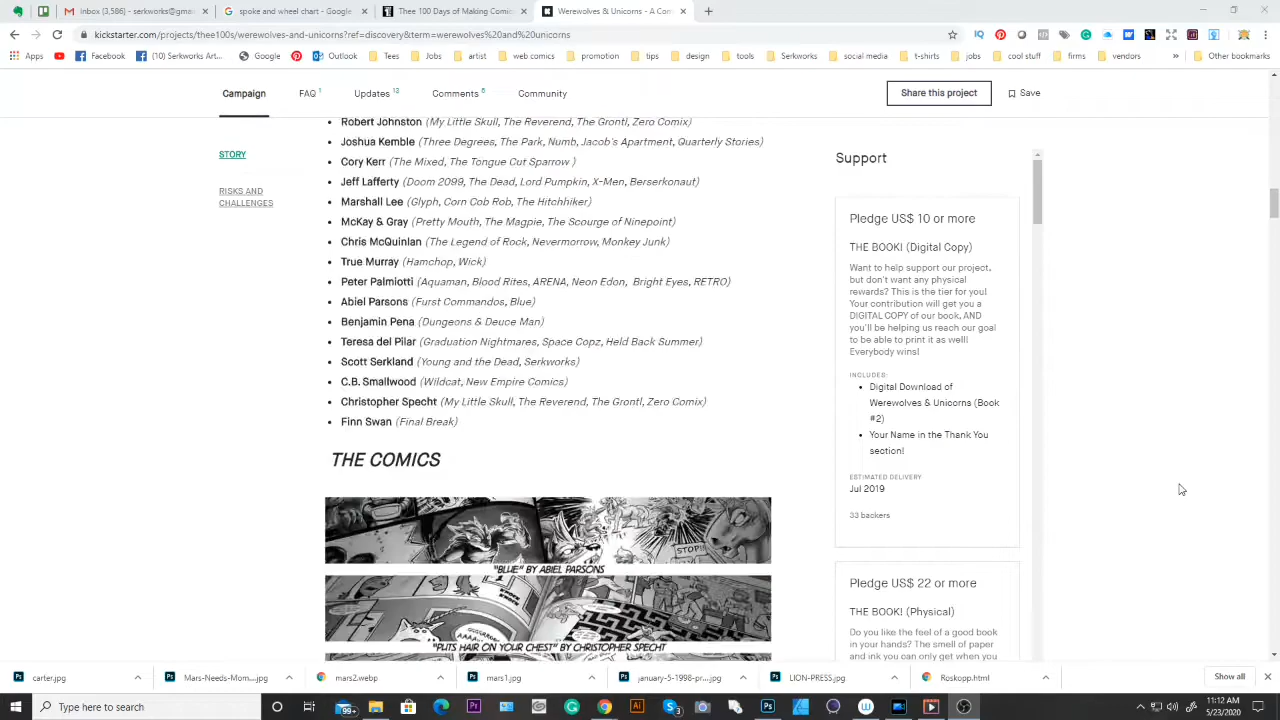 Inbox (3,586) - serkworks@gma
spoke and wheel chart - Google
Thee 100 Days of Making Comic
Werewolves & Unicorns - A Com
kickstarter.com/projects/thee100s/werewolves-and-unicorns?ref=discovery&term=werewolves%20and%20unicorns
Apps Facebook Serkworks Art... Google Outlook Tees Jobs artist web comics promotion tips design tools Serkworks social media t-shirts jobs cool stuff firms vendors » Other bookmarks
Campaign FAQ 1 Updates 13 Comments 6 Community Share this project Save
STORY
RISKS AND
CHALLENGES
Robert Johnston (My Little Skull, The Reverend, The Grontl, Zero Comix)
Joshua Kemble (Three Degrees, The Park, Numb, Jacob's Apartment, Quarterly Stories)
Cory Kerr (The Mixed, The Tongue Cut Sparrow )
Jeff Lafferty (Doom 2099, The Dead, Lord Pumpkin, X-Men, Berserkonaut)
Marshall Lee (Glyph, Corn Cob Rob, The Hitchhiker)
McKay & Gray (Pretty Mouth, The Magpie, The Scourge of Ninepoint)
Chris McQuinlan (The Legend of Rock, Nevermorrow, Monkey Junk)
True Murray (Hamchop, Wick)
Peter Palmiotti (Aquaman, Blood Rites, ARENA, Neon Edon, Bright Eyes, RETRO)
Abiel Parsons (Furst Commandos, Blue)
Benjamin Pena (Dungeons & Deuce Man)
Teresa del Pilar (Graduation Nightmares, Space Copz, Held Back Summer)
Scott Serkland (Young and the Dead, Serkworks)
C.B. Smallwood (Wildcat, New Empire Comics)
Christopher Specht (My Little Skull, The Reverend, The Grontl, Zero Comix)
Finn Swan (Final Break)
THE COMICS
STOP!!
"BLUE" BY ABIEL PARSONS
"PUTS HAIR ON YOUR CHEST" BY CHRISTOPHER SPECHT
Support
Pledge US$ 10 or more
THE BOOK! (Digital Copy)
Want to help support our project,
but don't want any physical
rewards? This is the tier for you!
Your contribution will get you a
DIGITAL COPY of our book, AND
you'll be helping us reach our goal
to be able to print it as well!
Everybody wins!
INCLUDES:
Digital Download of
Werewolves & Unicorns (Book
#2)
Your Name in the Thank You
section!
ESTIMATED DELIVERY
Jul 2019
33 backers
Pledge US$ 22 or more
THE BOOK! (Physical)
Do you like the feel of a good book
in your hands? The smell of paper
and ink you can only get when you
carter.jpg Mars-Needs-Mom....jpg mars2.webp mars1.jpg january-5-1998-pr....jpg LION-PRESS.jpg Roskopp.html Show all
Type here to search
99+
11:12 AM
5/23/2020